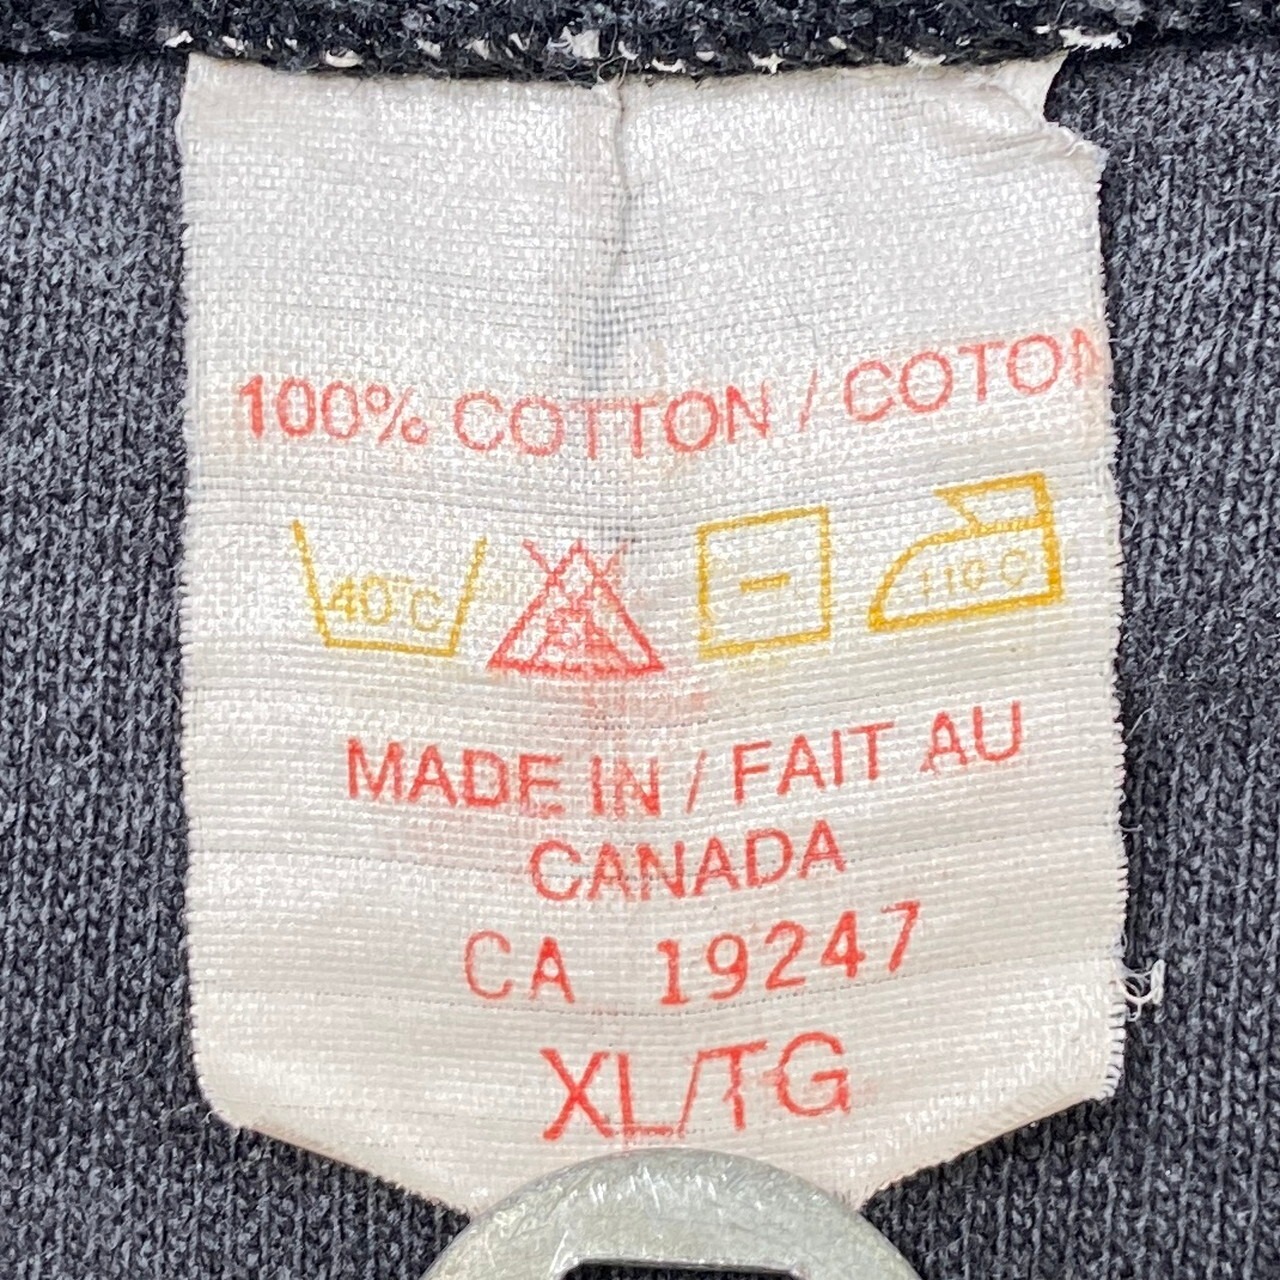 100% COTTON / COTON
40°C
110 C
MADE IN / FAIT AU
CANADA
CA 19247
XL/TG